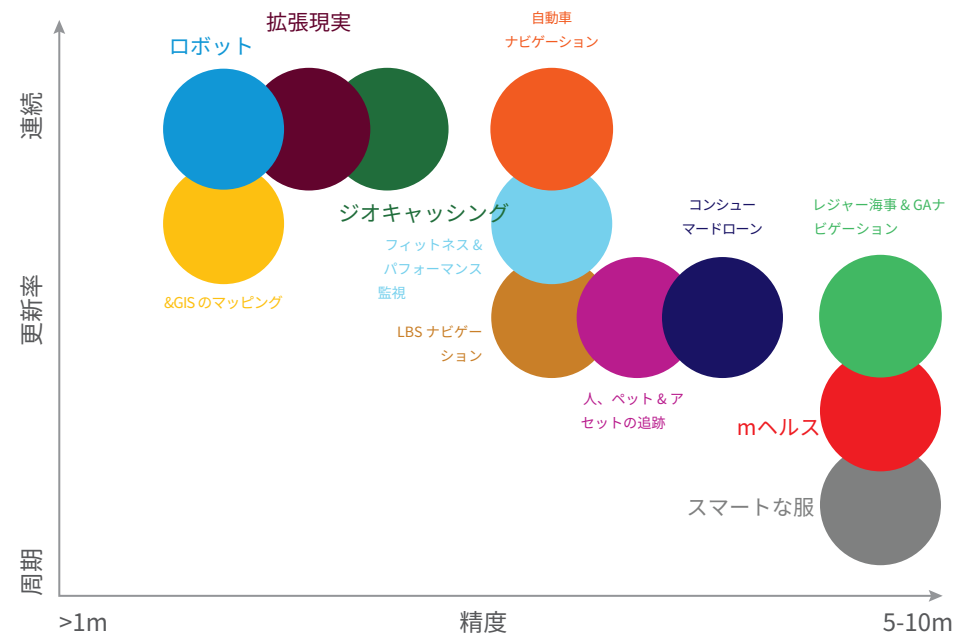 拡張現実
ロボット
自動車
ナビゲーション
連続
ジオキャッシング
フィットネス &
パフォーマンス
監視
コンシュー
マードローン
レジャー海事 & GAナ
ビゲーション
&GIS のマッピング
更新率
LBS ナビゲー
ション
人、ペット & ア
セットの追跡
mヘルス
スマートな服
周期
>1m
精度
5-10m